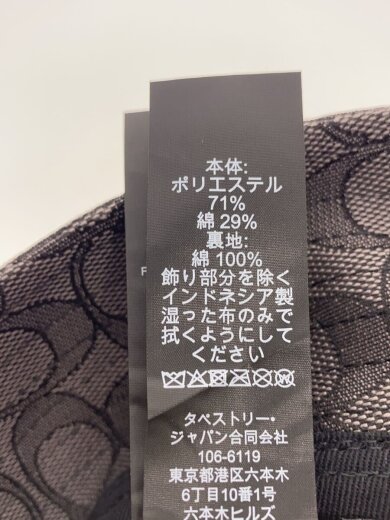 本体:
ポリエステル
71%
綿 29%
裏地:
綿 100%
飾り部分を除く
インドネシア製
湿った布のみで
拭くようにして
ください
タペストリー・
ジャパン合同会社
106-6119
東京都港区六本木
6丁目10番1号
六本木ヒルズ
F